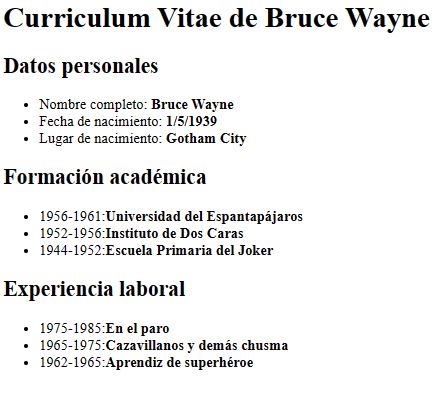 Curriculum Vitae de Bruce Wayne
Datos personales
Nombre completo: Bruce Wayne
Fecha de nacimiento: 1/5/1939
Lugar de nacimiento: Gotham City
Formación académica
1956-1961:Universidad del Espantapájaros
1952-1956:Instituto de Dos Caras
1944-1952:Escuela Primaria del Joker
Experiencia laboral
1975-1985:En el paro
1965-1975:Cazavillanos y demás chusma
1962-1965:Aprendiz de superhéroe